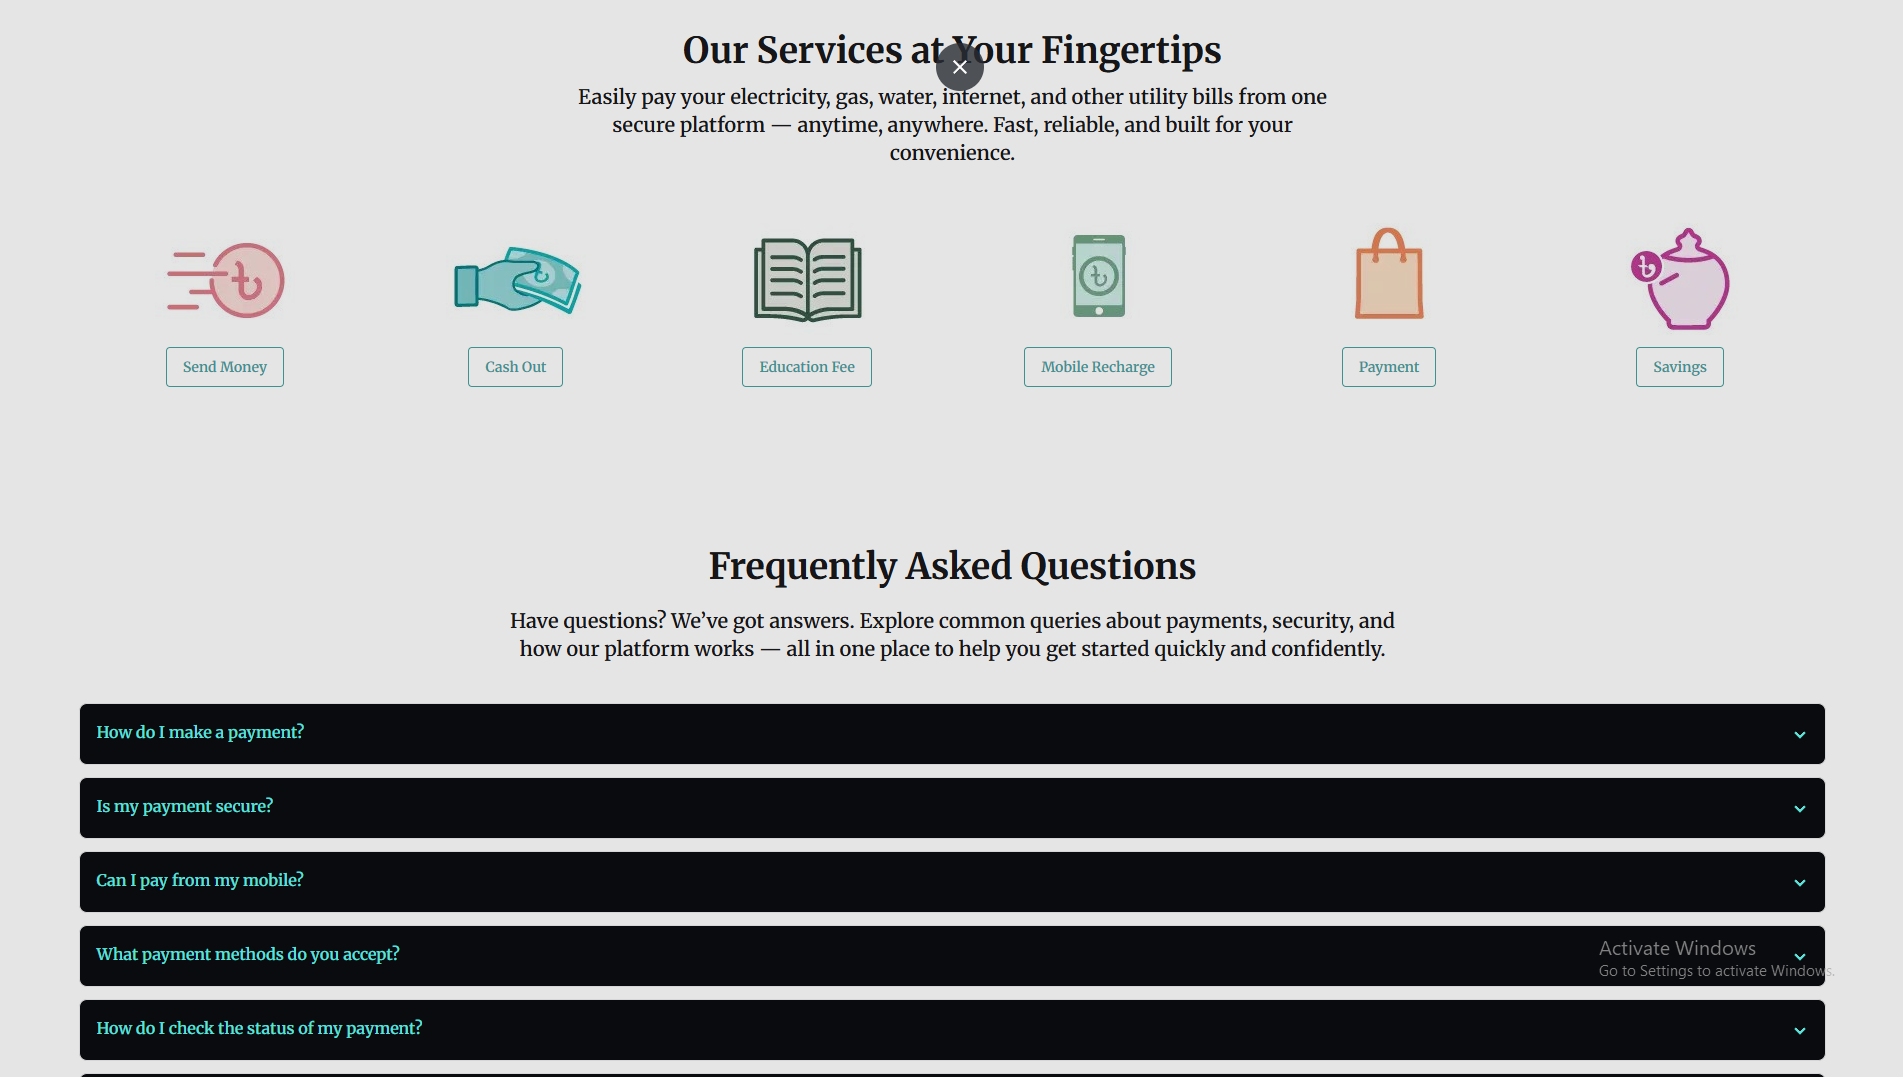 Our Services at Your Fingertips
Easily pay your electricity, gas, water, internet, and other utility bills from one
secure platform — anytime, anywhere. Fast, reliable, and built for your
convenience.
৳
৳
৳
৳
Send Money
Cash Out
Education Fee
Mobile Recharge
Payment
Savings
Frequently Asked Questions
Have questions? We’ve got answers. Explore common queries about payments, security, and
how our platform works — all in one place to help you get started quickly and confidently.
How do I make a payment?
Is my payment secure?
Can I pay from my mobile?
What payment methods do you accept?
Activate Windows
Go to Settings to activate Windows.
How do I check the status of my payment?